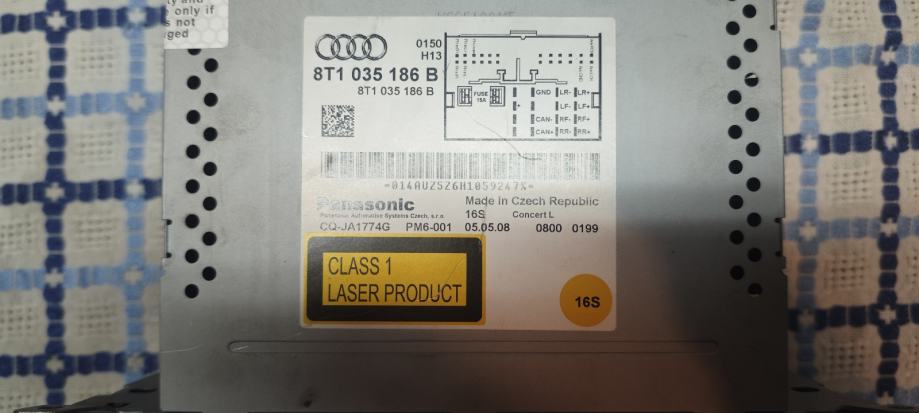 ty and
e only if
s not
ged
0150
H13
8T1 035 186 B
8T1 035 186 B
FUSE
15A
GND LR- LR+
+ LF- LF+
CAN- RF- RF+
CAN+ RR- RR+
*014AUZ5Z6H1059247%*
Panasonic
Panasonic Automotive Systems Czech, s.r.o.
Made in Czech Republic
16S Concert L
CQ-JA1774G PM6-001 05.05.08 0800 0199
CLASS 1
LASER PRODUCT
16S